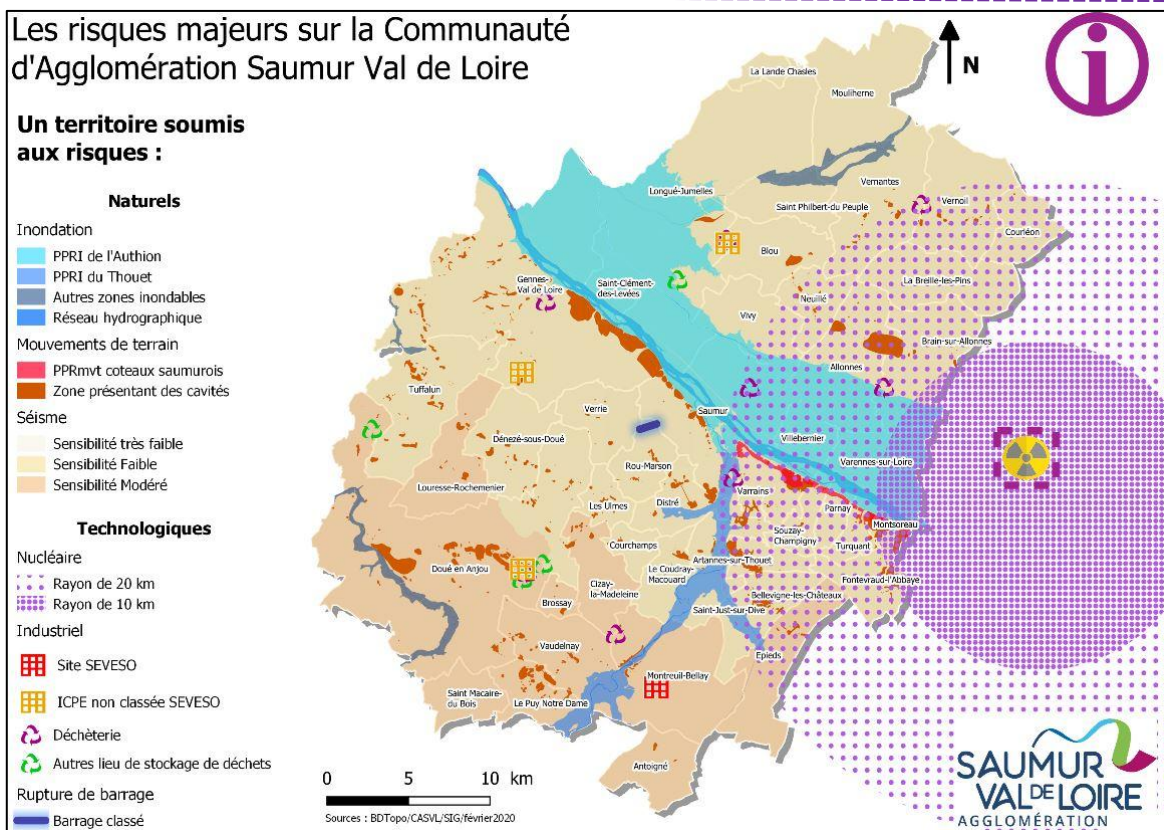 Les risques majeurs sur la Communauté
d'Agglomération Saumur Val de Loire
N
i
Un territoire soumis
aux risques :
Naturels
Inondation
PPRI de l'Authion
PPRI du Thouet
Autres zones inondables
Réseau hydrographique
Mouvements de terrain
PPRmvt coteaux saumurois
Zone présentant des cavités
Séisme
Sensibilité très faible
Sensibilité Faible
Sensibilité Modéré
Technologiques
Nucléaire
Rayon de 20 km
Rayon de 10 km
Industriel
Site SEVESO
ICPE non classée SEVESO
Déchèterie
Autres lieu de stockage de déchets
Rupture de barrage
Barrage classé
La Lande Chasles
Mouliherne
Longué-Jumelles
Vernantes
Vernoil
Saint Philbert-du Peuple
Courléon
Blou
La Breille-les-Pins
Gennes-
Val de Loire
Saint-Clément-
des-Levées
Neuillé
Vivy
Brain-sur-Allonnes
Allonnes
Tuffalun
Verrie
Saumur
Dénezé-sous-Doué
Villebernier
Rou-Marson
Varennes-sur-Loire
Louresse-Rochemenier
Varrains
Les Ulmes
Distré
Parnay
Montsoreau
Souzay-
Champigny
Turquant
Courchamps
Artannes-sur-Thouet
Doué en Anjou
Le Coudray-
Macouard
Fontevraud-l'Abbaye
Cizay-
la-Madeleine
Bellevigne-les-Châteaux
Brossay
Saint-Just-sur-Dive
Vaudelnay
Epieds
Montreuil-Bellay
Saint Macaire-
du Bois
Le Puy Notre Dame
Antoigné
0 5 10 km
Sources : BDTopo/CASVL/SIG/février2020
SAUMUR
VAL DE LOIRE
AGGLOMÉRATION